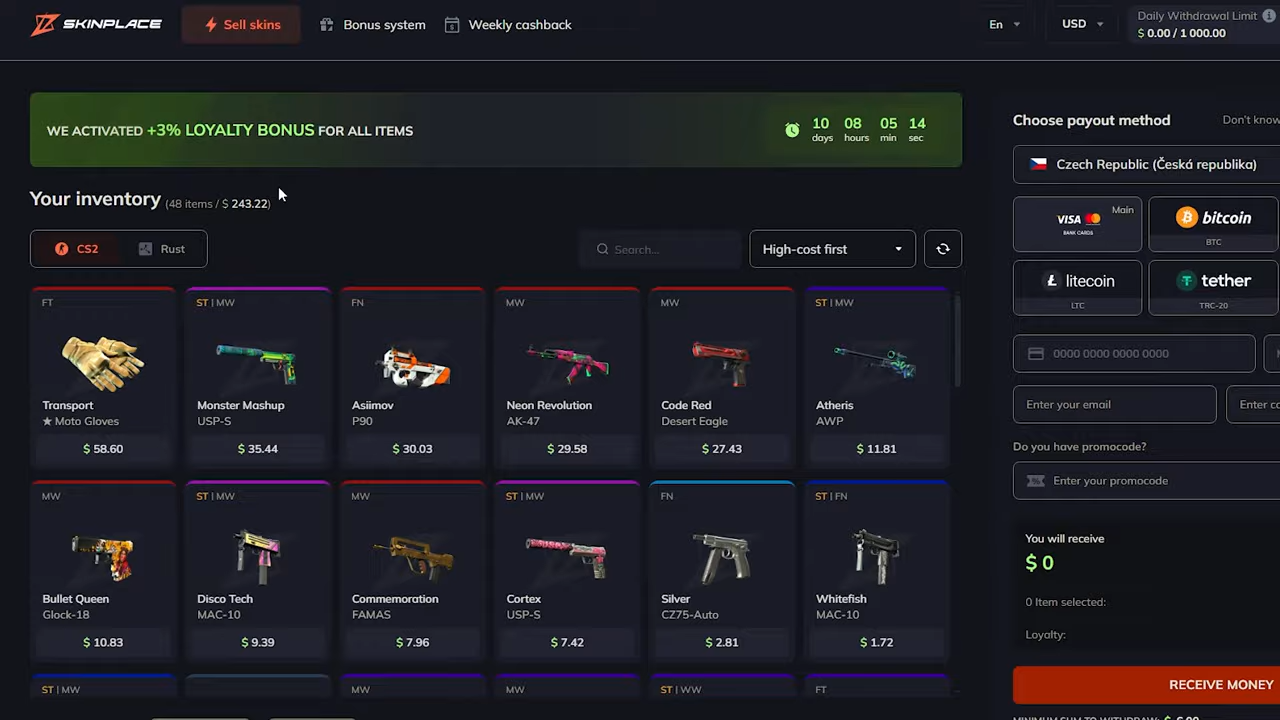 SKINPLACE
Sell skins
Bonus system
Weekly cashback
En
USD
Daily Withdrawal Limit
$ 0.00 / 1 000.00
WE ACTIVATED +3% LOYALTY BONUS FOR ALL ITEMS
10 08 05 14
days hours min sec
Your inventory (48 items / $ 243.22)
CS2
Rust
Search...
High-cost first
FT
Transport
★ Moto Gloves
$ 58.60
ST | MW
Monster Mashup
USP-S
$ 35.44
FN
Asiimov
P90
$ 30.03
MW
Neon Revolution
AK-47
$ 29.58
MW
Code Red
Desert Eagle
$ 27.43
ST | MW
Atheris
AWP
$ 11.81
MW
Bullet Queen
Glock-18
$ 10.83
ST | MW
Disco Tech
MAC-10
$ 9.39
MW
Commemoration
FAMAS
$ 7.96
ST | MW
Cortex
USP-S
$ 7.42
FN
Silver
CZ75-Auto
$ 2.81
ST | FN
Whitefish
MAC-10
$ 1.72
ST | MW
MW
MW
ST | WW
FT
Choose payout method
Don't know
Czech Republic (Česká republika)
VISA
Main
BANK CARDS
bitcoin
BTC
litecoin
LTC
tether
TRC-20
0000 0000 0000 0000
Enter your email
Enter
Do you have promocode?
Enter your promocode
You will receive
$ 0
0 Item selected:
Loyalty:
RECEIVE MONEY
MINIMUM SUM TO WITHDRAW: $